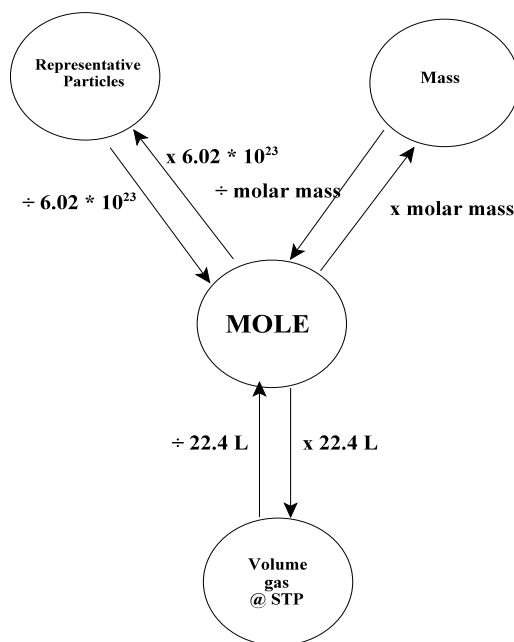 Representative
Particles
Mass
x 6.02 * 10²³
÷ molar mass
÷ 6.02 * 10²³
x molar mass
MOLE
÷ 22.4 L
x 22.4 L
Volume
gas
@ STP